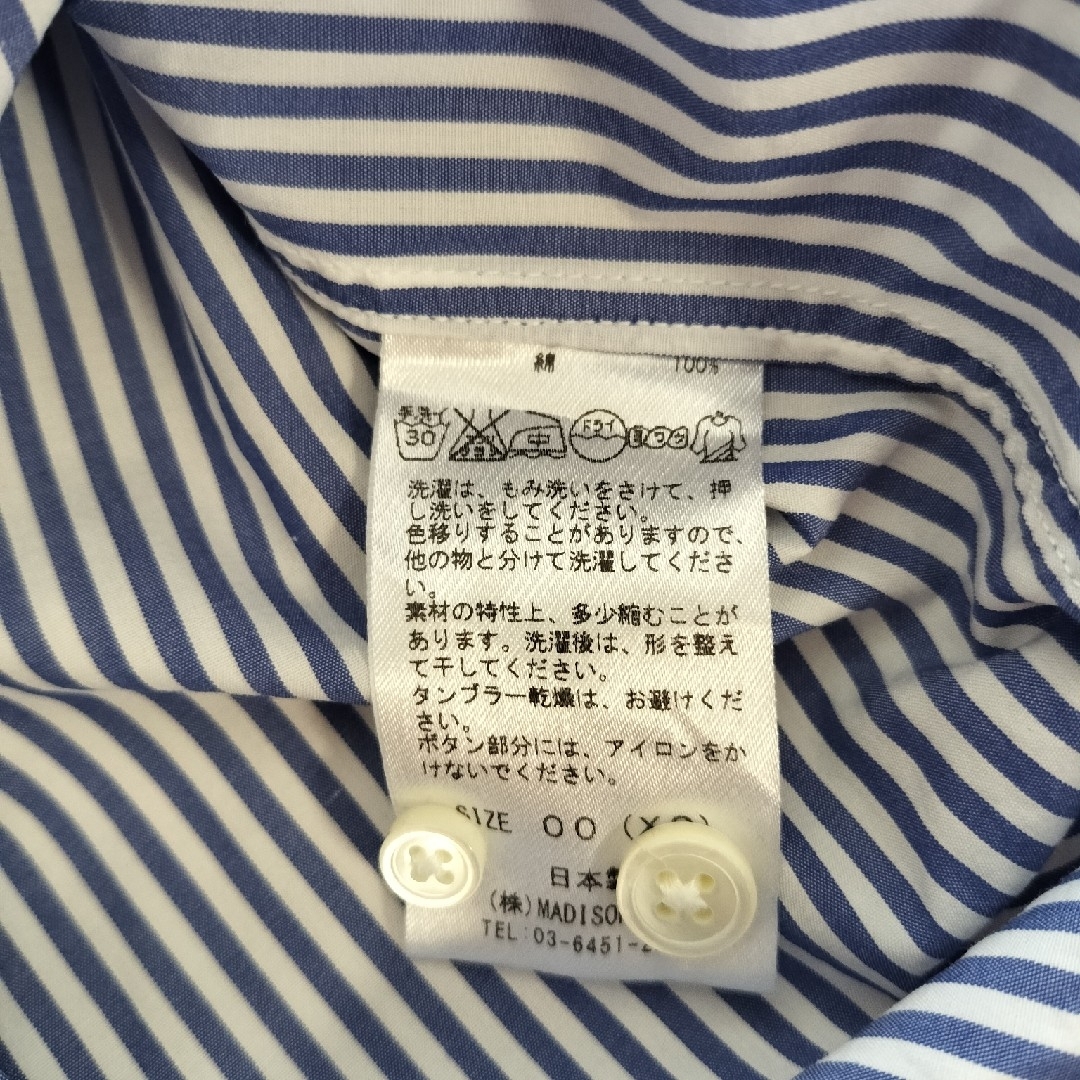 綿 100%
手洗イ 30 中 ドライ
洗濯は、もみ洗いをさけて、押
し洗いをしてください。
色移りすることがありますので、
他の物と分けて洗濯してくださ
い。
素材の特性上、多少縮むことが
あります。洗濯後は、形を整え
て干してください。
タンブラー乾燥は、お避けくだ
さい。
ボタン部分には、アイロンをか
けないでください。
SIZE 00
日本製
(株)MADISO
TEL:03-6451-